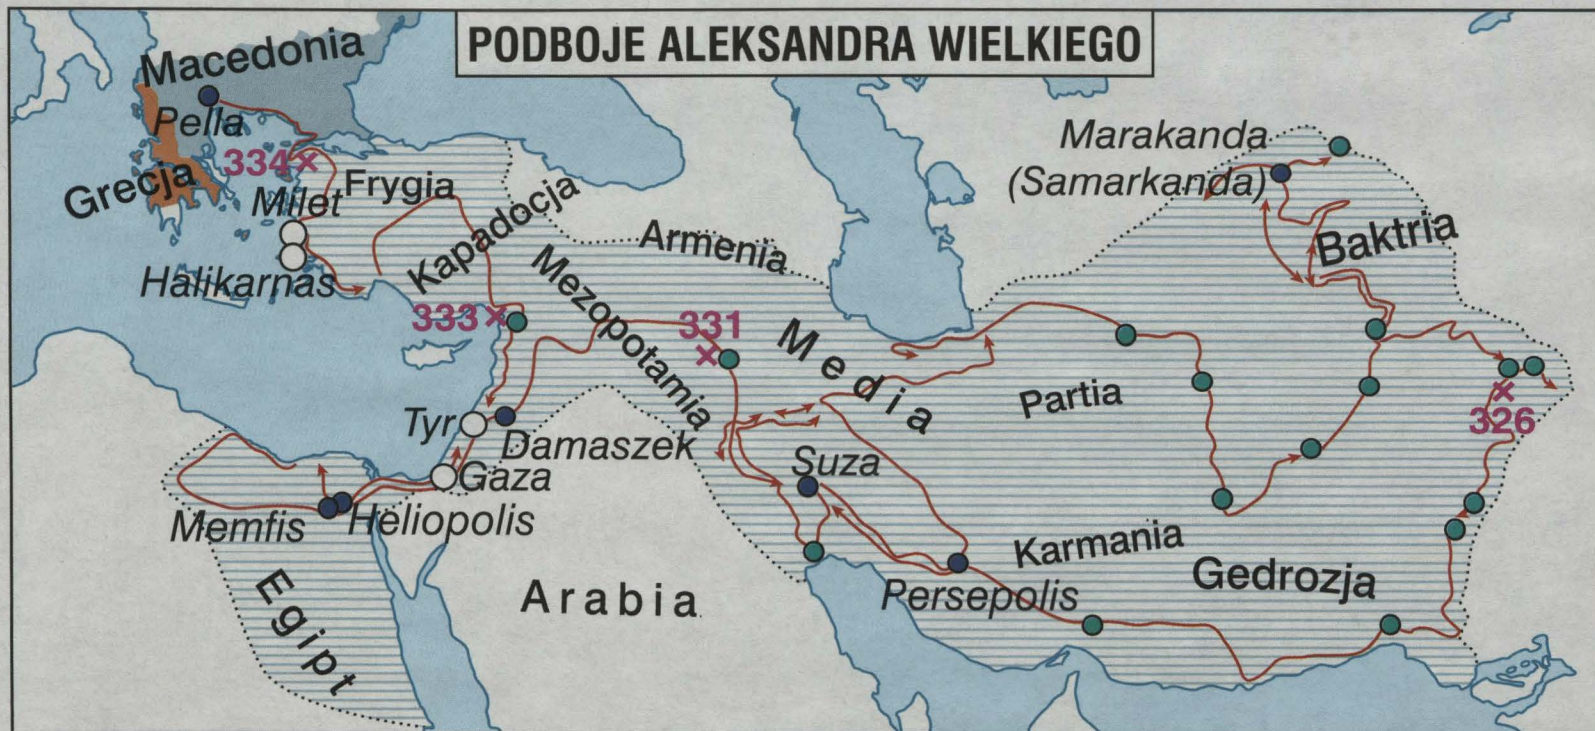 PODBOJE ALEKSANDRA WIELKIEGO
Macedonia
Pella
334
Grecja
Milet
Frygia
Halikarnas
Kapadocja
Armenia
333
Mezopotamia
331
Media
Marakanda
(Samarkanda)
Baktria
Partia
326
Tyr
Damaszek
Gaza
Suza
Memfis
Heliopolis
Karmania
Gedrozja
Persepolis
Arabia
Egipt